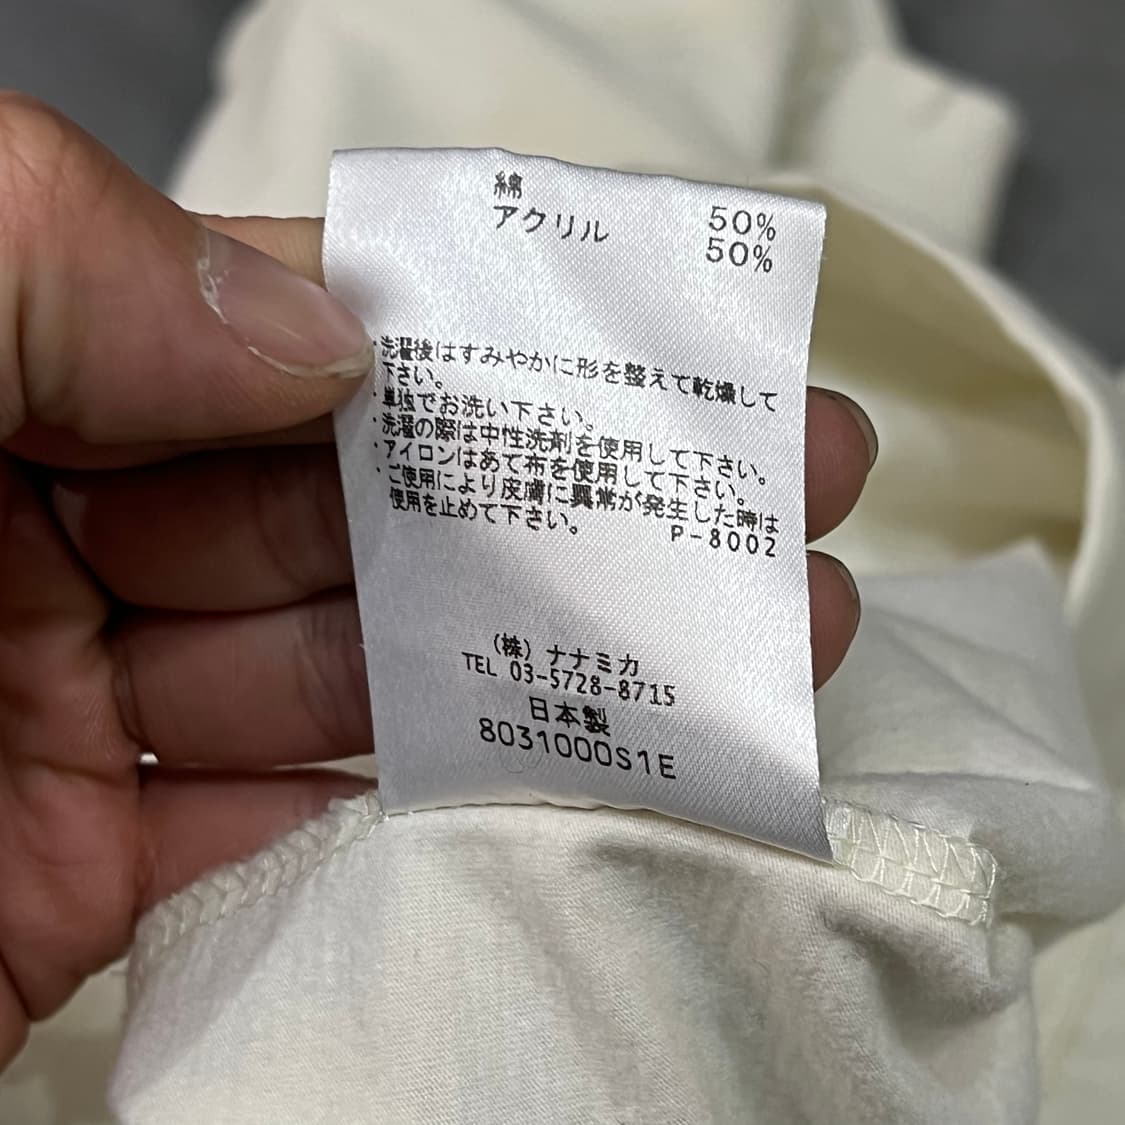 綿 50%
アクリル 50%
・洗濯後はすみやかに形を整えて乾燥して
下さい。
・単独でお洗い下さい。
・洗濯の際は中性洗剤を使用して下さい。
・アイロンはあて布を使用して下さい。
・ご使用により皮膚に異常が発生した時は
使用を止めて下さい。
P-8002
(株) ナナミカ
TEL 03-5728-8715
日本製
8031000S1E